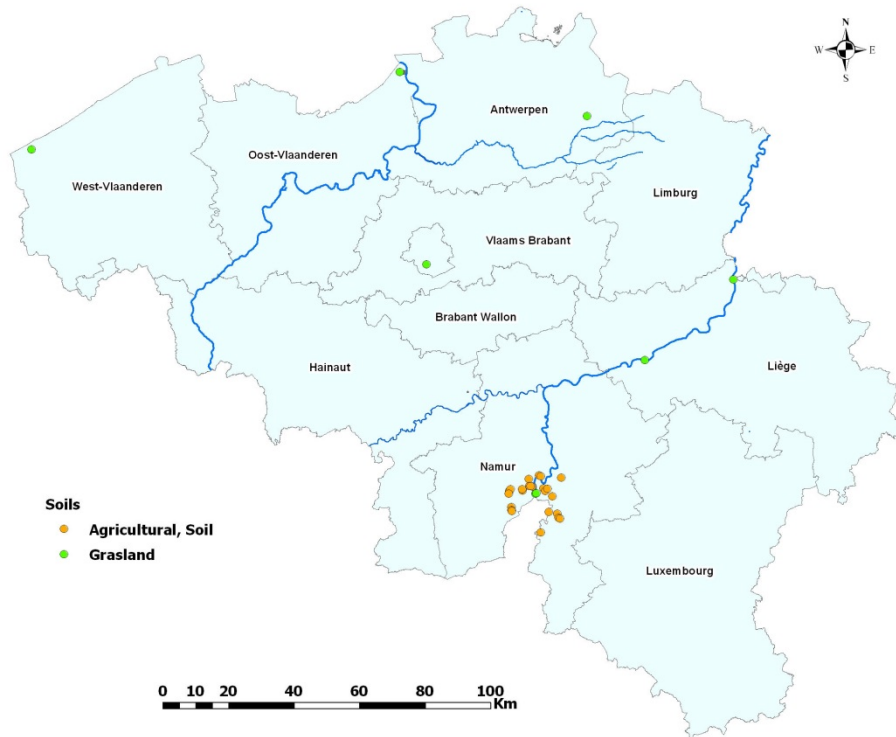 N
W E
S
Antwerpen
Oost-Vlaanderen
West-Vlaanderen
Limburg
Vlaams Brabant
Brabant Wallon
Hainaut
Liège
Namur
Soils
Agricultural, Soil
Grasland
Luxembourg
0 10 20 40 60 80 100
Km